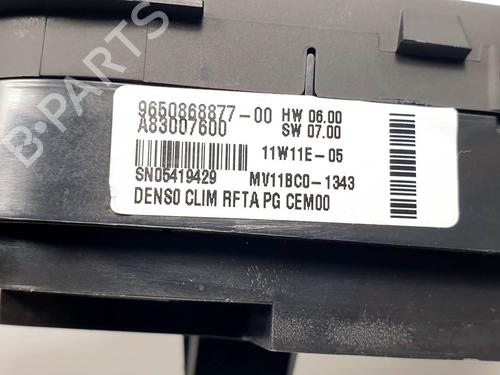 B-PARTS
9650868877-00 HW 06.00
A83007600 SW 07.00
11W11E-05
SN05419429 MV11BC0-1343
DENSO CLIM RFTA PG CEM00